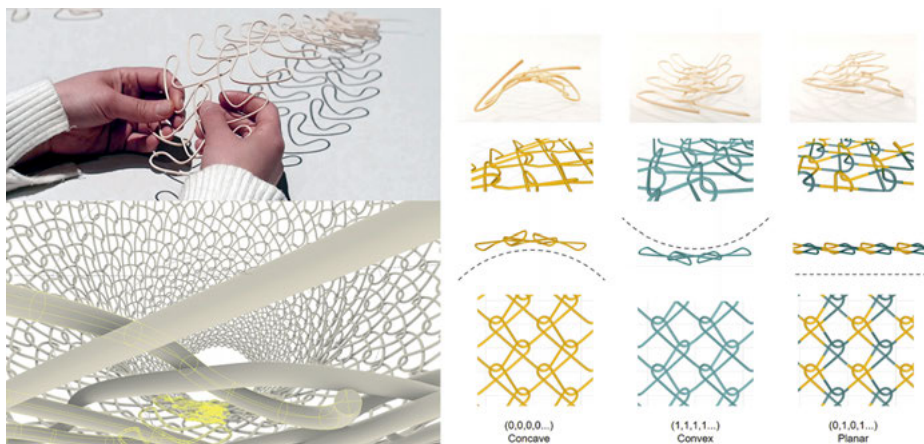 (0,0,0,0...)
Concave
(1,1,1,1...)
Convex
(0,1,0,1...)
Planar